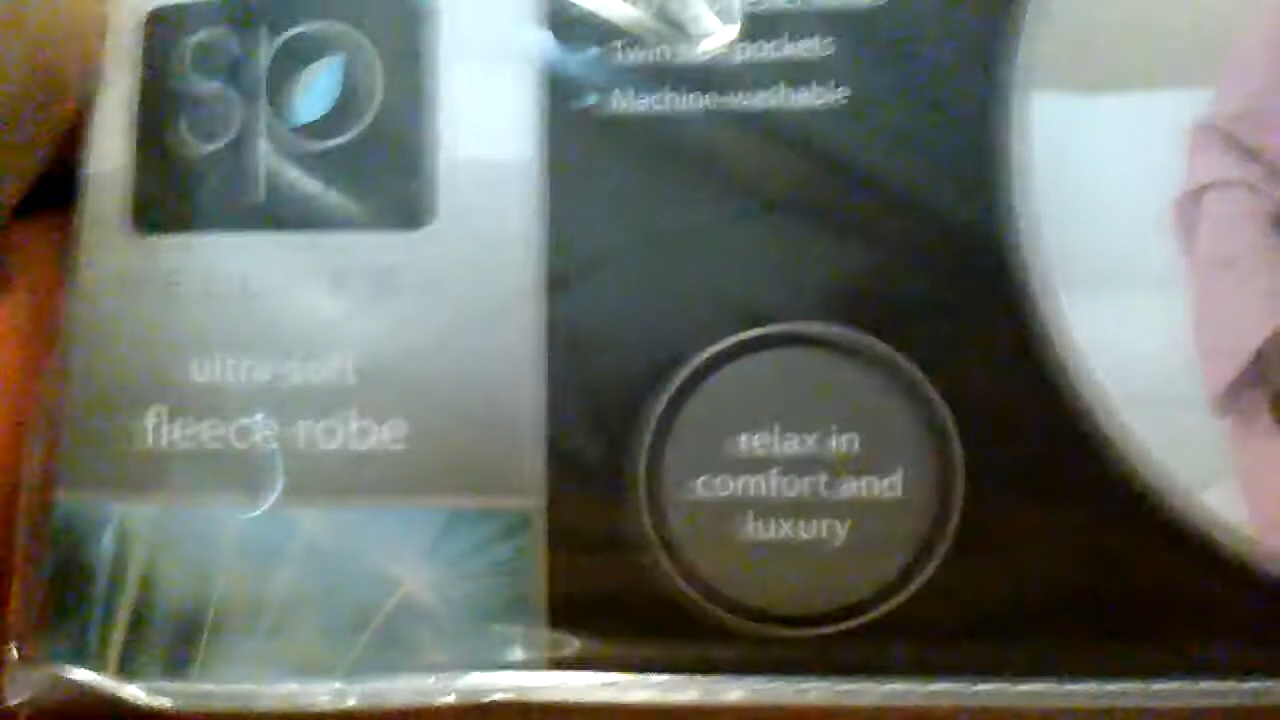 sp
Twin pockets
Machine-washable
ultra-soft
fleece robe
relax in
comfort and
luxury